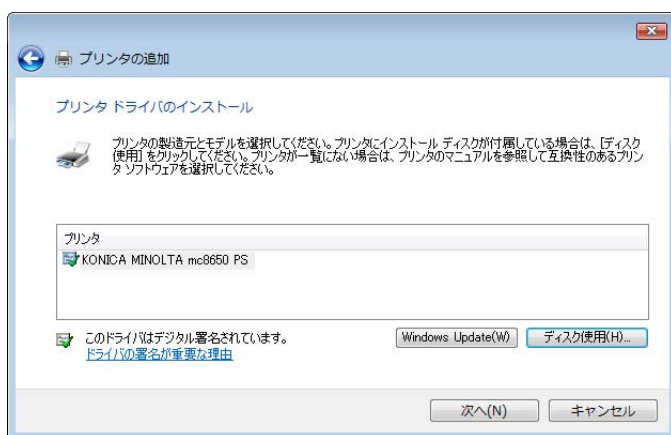 プリンタの追加
プリンタ ドライバのインストール
プリンタの製造元とモデルを選択してください。プリンタにインストール ディスクが付属している場合は、[ディスク
使用] をクリックしてください。プリンタが一覧にない場合は、プリンタのマニュアルを参照して互換性のあるプリン
タ ソフトウェアを選択してください。
プリンタ
KONICA MINOLTA mc8650 PS
このドライバはデジタル署名されています。
ドライバの署名が重要な理由
Windows Update(W)
ディスク使用(H)...
次へ(N)
キャンセル